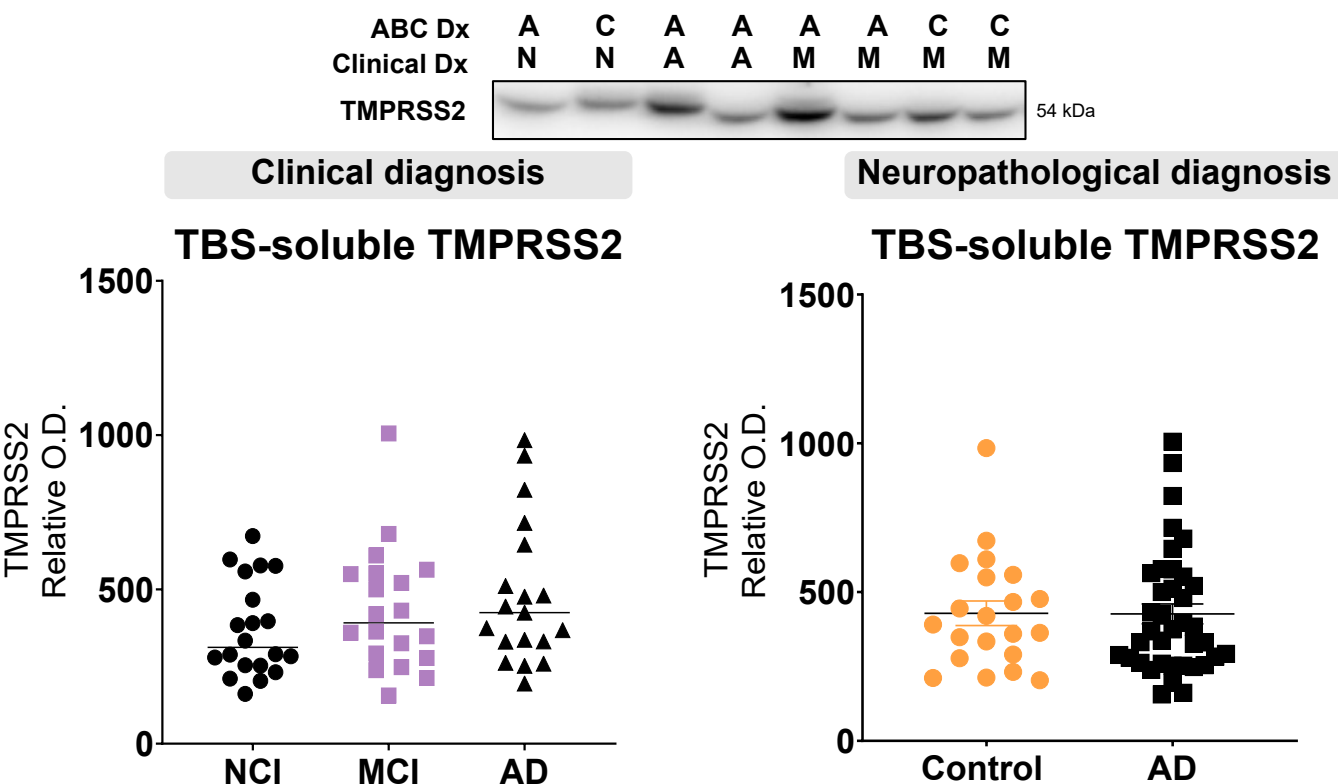 ABC Dx A C A A A A C C
Clinical Dx N N A A M M M M
TMPRSS2 54 kDa
Clinical diagnosis
Neuropathological diagnosis
TBS-soluble TMPRSS2
TMPRSS2
Relative O.D.
1500
1000
500
0
NCI MCI AD
TBS-soluble TMPRSS2
TMPRSS2
Relative O.D.
1500
1000
500
0
Control AD